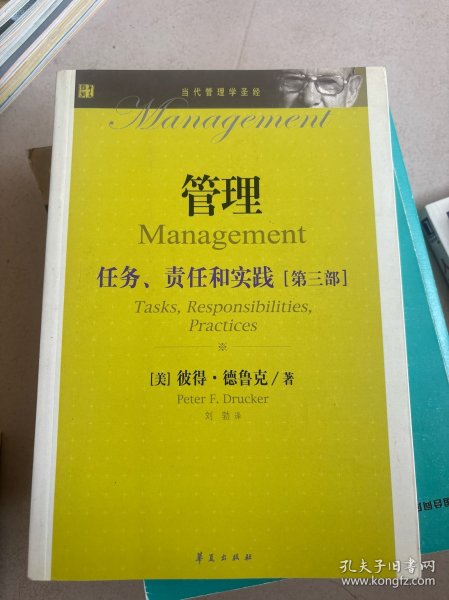 当代管理学圣经
Management
管理
Management
任务、责任和实践［第三部］
Tasks, Responsibilities,
Practices
※
［美］彼得·德鲁克／著
Peter F. Drucker
刘勃 译
华夏出版社
孔夫子旧书网
www.kongfz.com